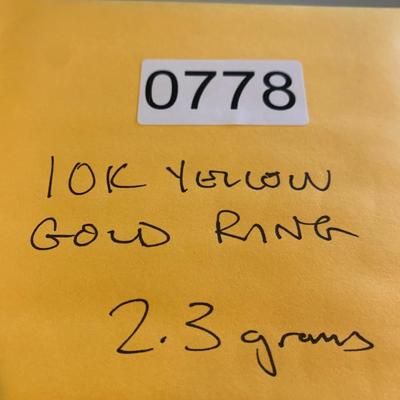 0778
10K YELLOW
GOLD RING
2.3 grams